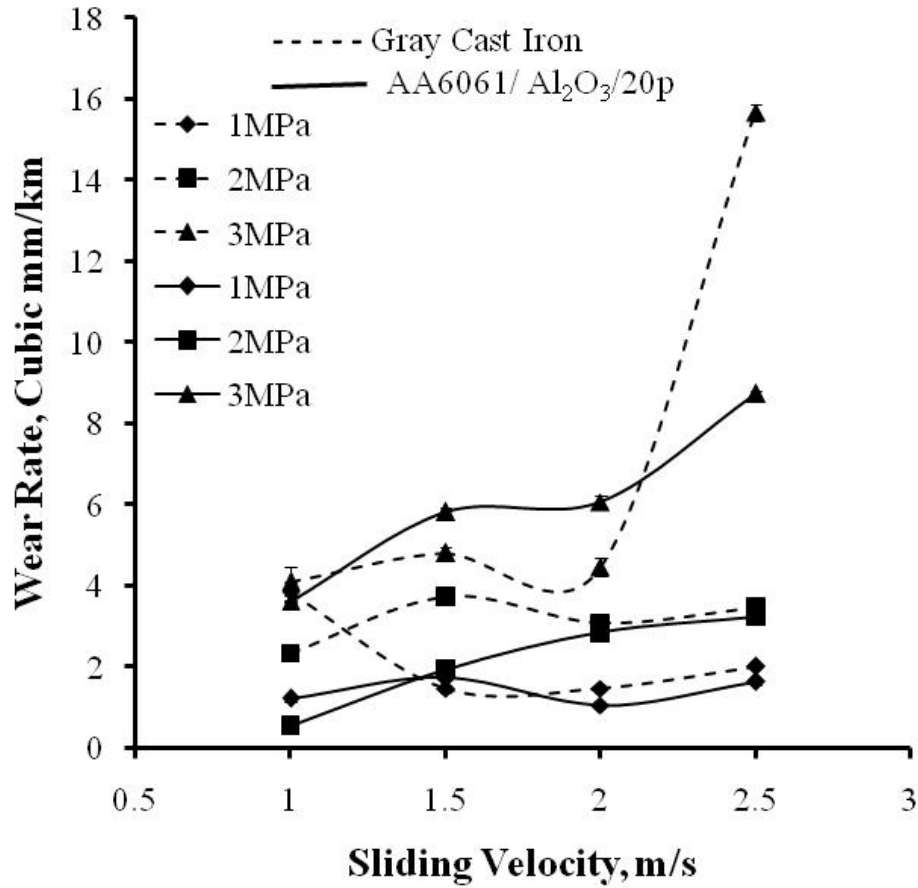 18
16
14
12
10
8
6
4
2
0
Gray Cast Iron
AA6061/ Al₂O₃/20p
1MPa
2MPa
3MPa
1MPa
2MPa
3MPa
Wear Rate, Cubic mm/km
0.5 1 1.5 2 2.5 3
Sliding Velocity, m/s